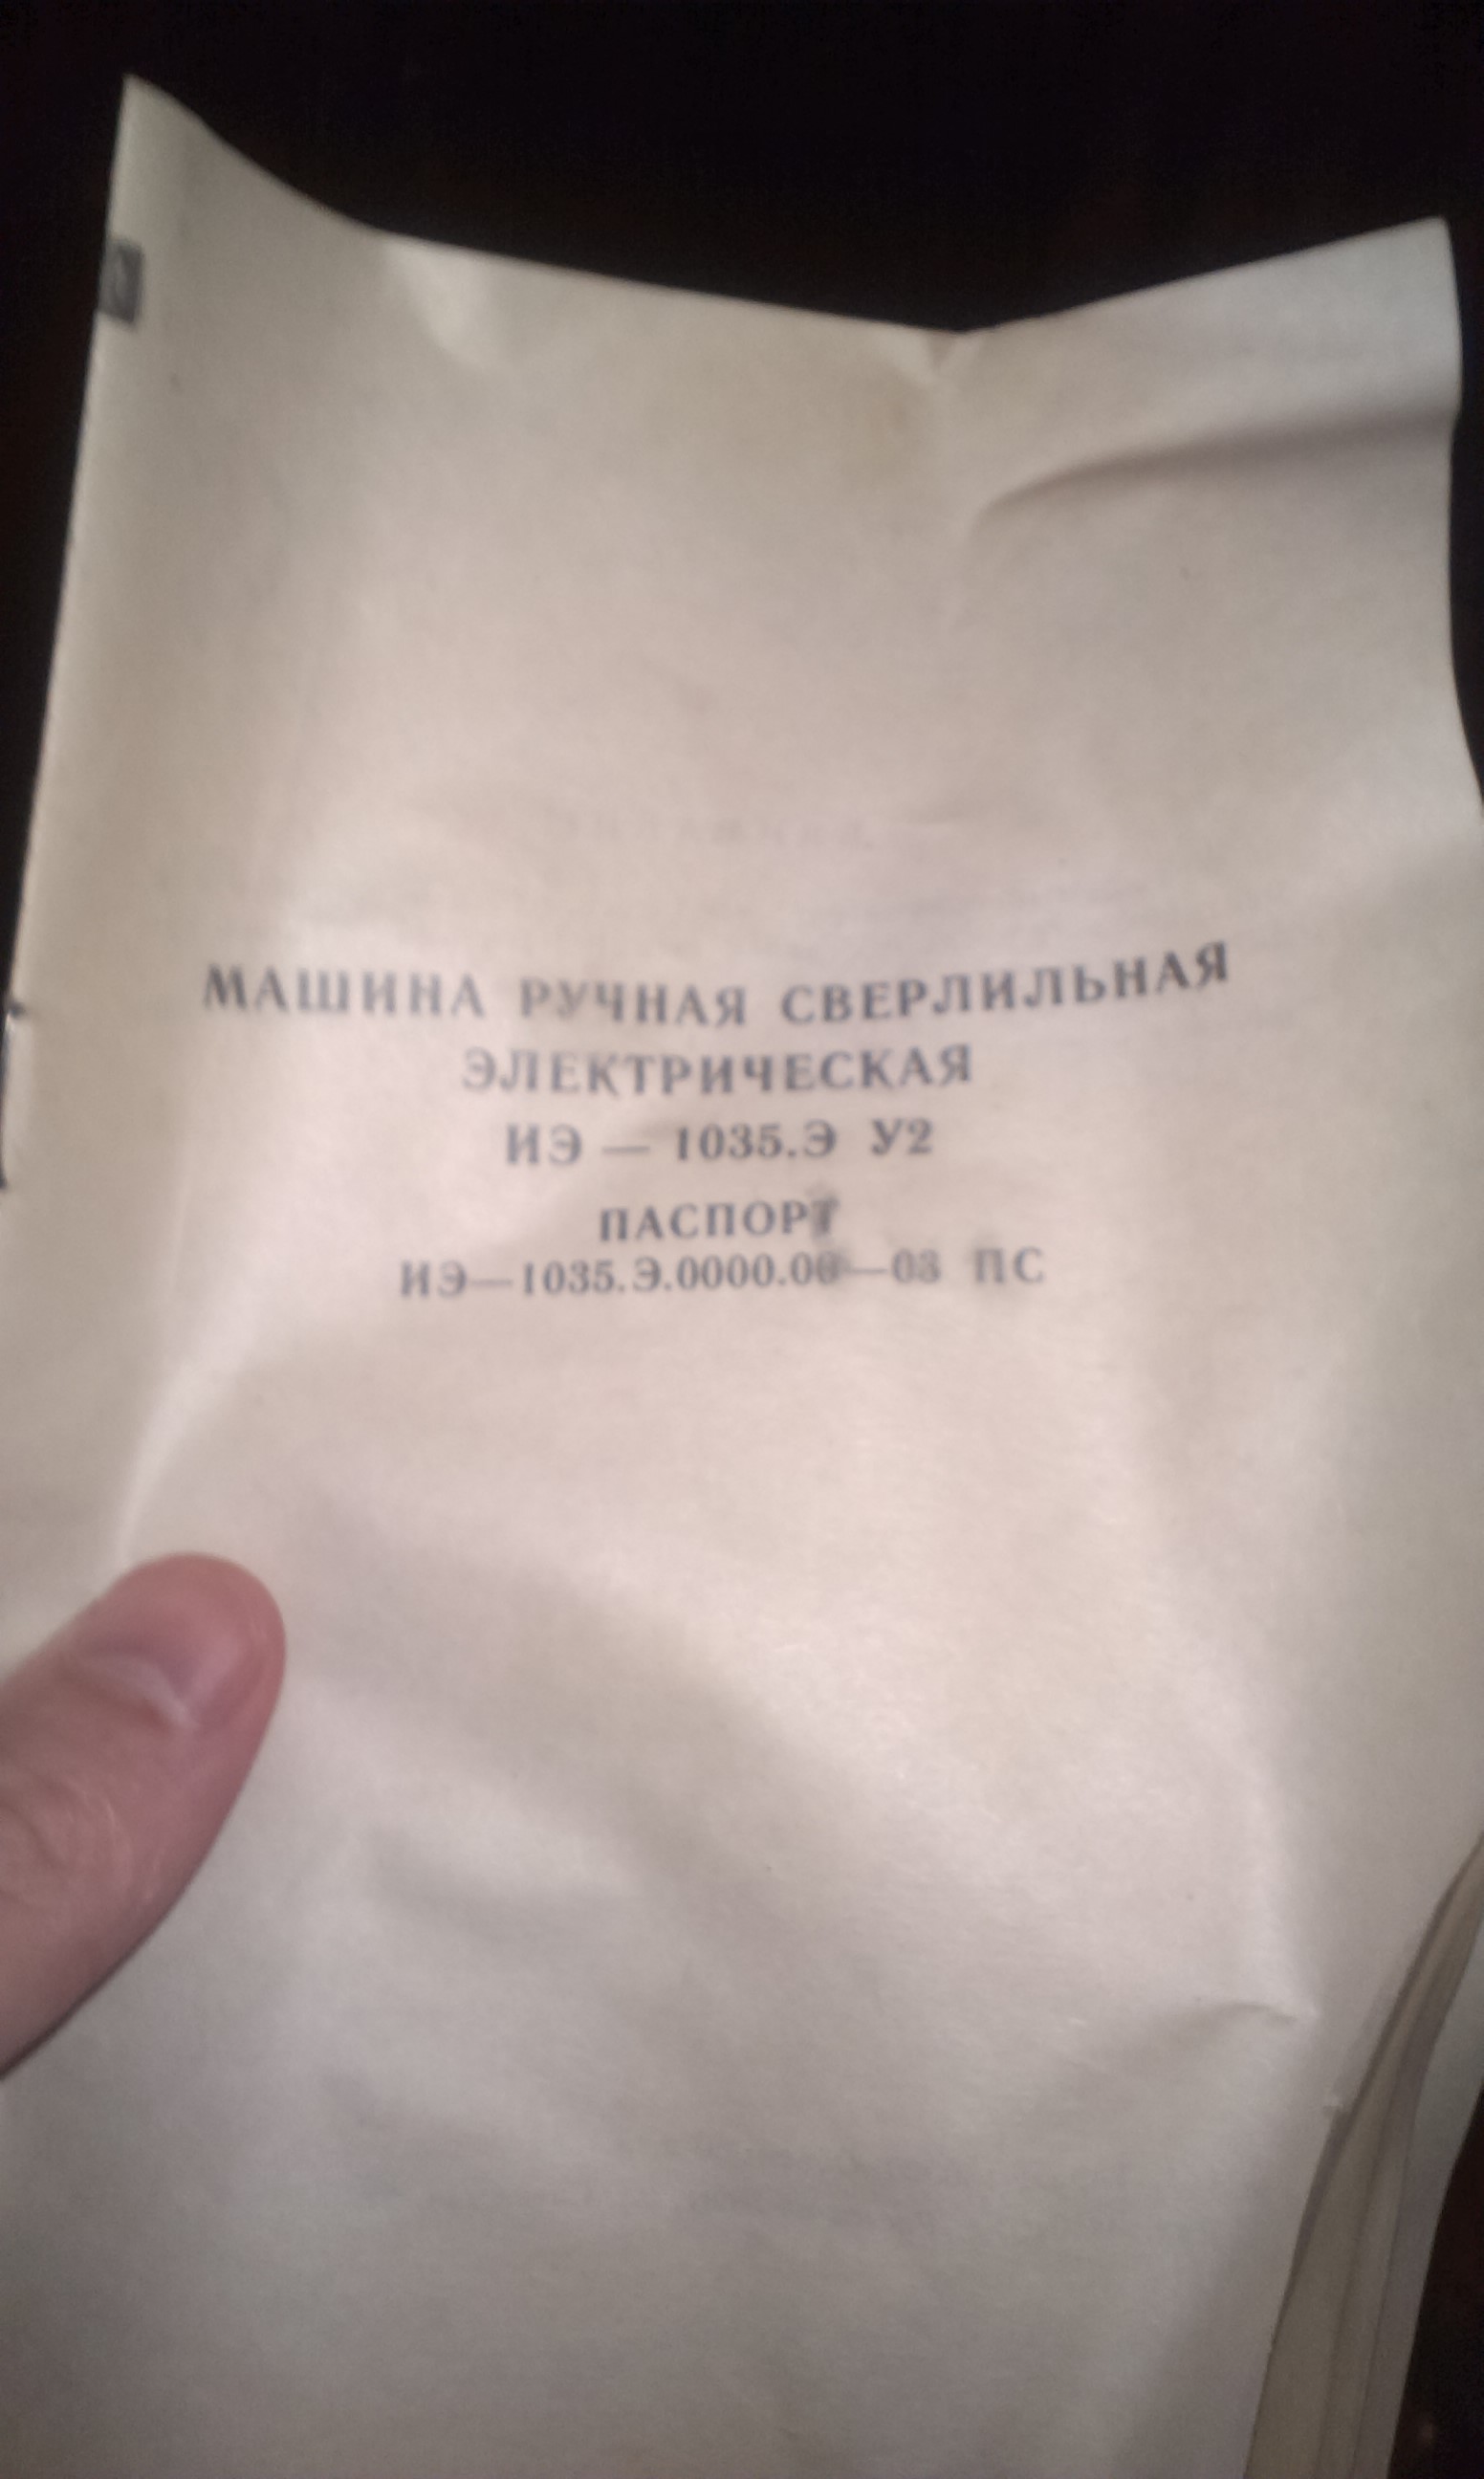 МАШИНА РУЧНАЯ СВЕРЛИЛЬНАЯ
ЭЛЕКТРИЧЕСКАЯ
ИЭ — 1035.Э У2
ПАСПОРТ
ИЭ—1035.Э.0000.00—03 ПС